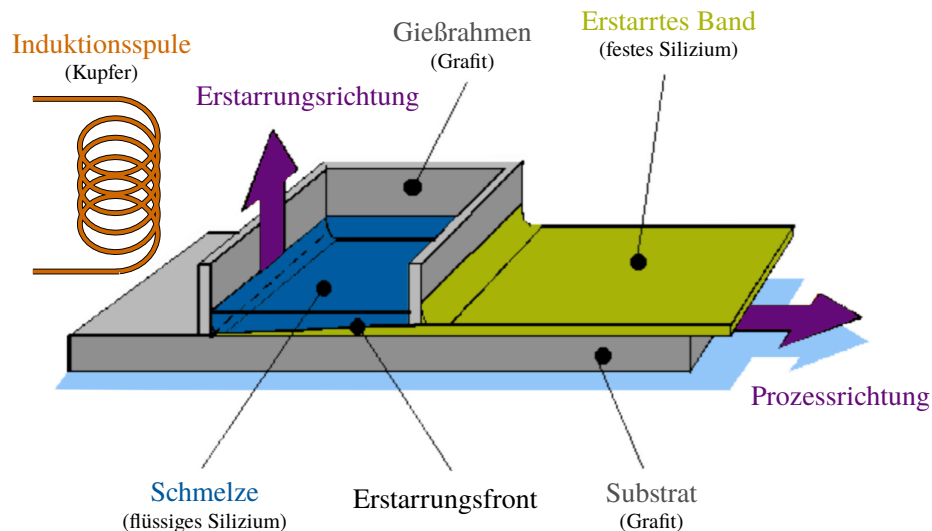 Induktionsspule
(Kupfer)
Gießrahmen
(Grafit)
Erstarrtes Band
(festes Silizium)
Erstarrungsrichtung
Prozessrichtung
Schmelze
(flüssiges Silizium)
Erstarrungsfront
Substrat
(Grafit)